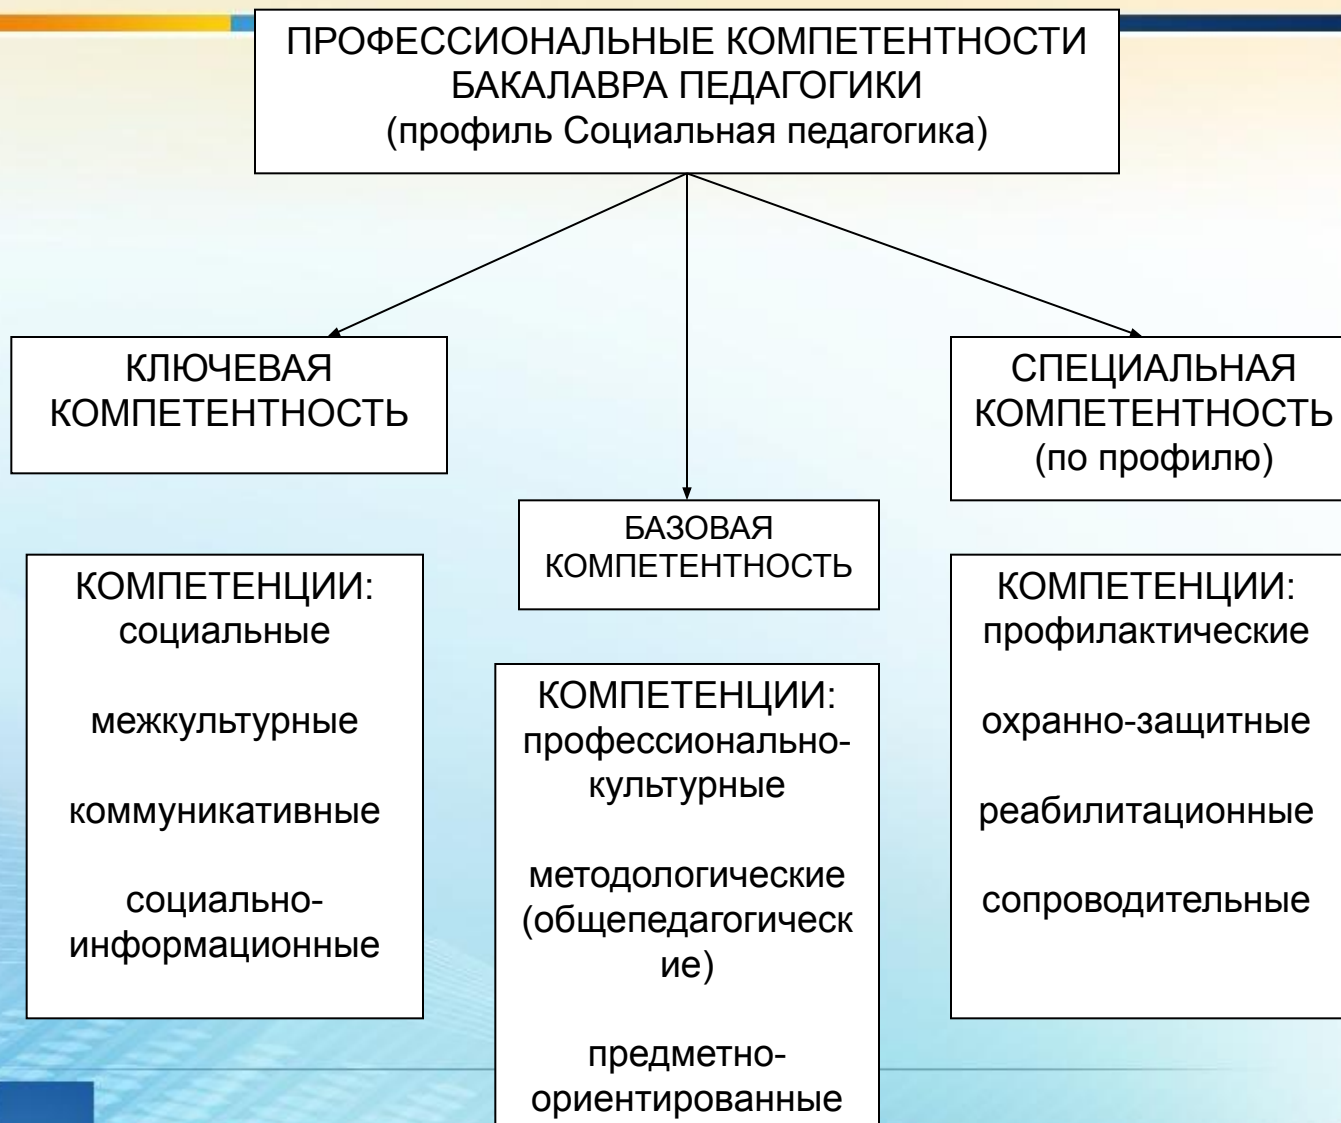 ПРОФЕССИОНАЛЬНЫЕ КОМПЕТЕНТНОСТИ
БАКАЛАВРА ПЕДАГОГИКИ
(профиль Социальная педагогика)
КЛЮЧЕВАЯ
КОМПЕТЕНТНОСТЬ
КОМПЕТЕНЦИИ:
социальные
межкультурные
коммуникативные
социально-
информационные
БАЗОВАЯ
КОМПЕТЕНТНОСТЬ
КОМПЕТЕНЦИИ:
профессионально-
культурные
методологические
(общепедагогическ
ие)
предметно-
ориентированные
СПЕЦИАЛЬНАЯ
КОМПЕТЕНТНОСТЬ
(по профилю)
КОМПЕТЕНЦИИ:
профилактические
охранно-защитные
реабилитационные
сопроводительные